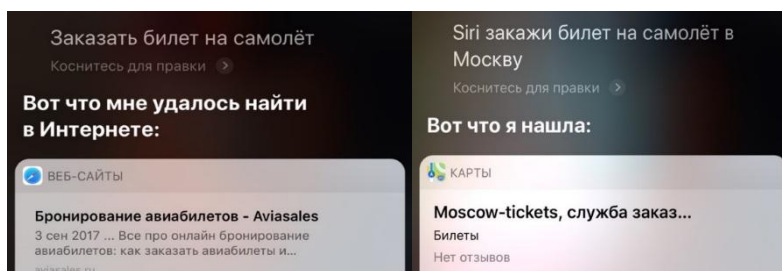 Заказать билет на самолёт
Коснитесь для правки
Вот что мне удалось найти
в Интернете:
ВЕБ-САЙТЫ
Бронирование авиабилетов - Aviasales
3 сен 2017 ... Все про онлайн бронирование
авиабилетов: как заказать авиабилеты и...
aviasales.ru
Siri закажи билет на самолёт в
Москву
Коснитесь для правки
Вот что я нашла:
КАРТЫ
Moscow-tickets, служба заказ...
Билеты
Нет отзывов